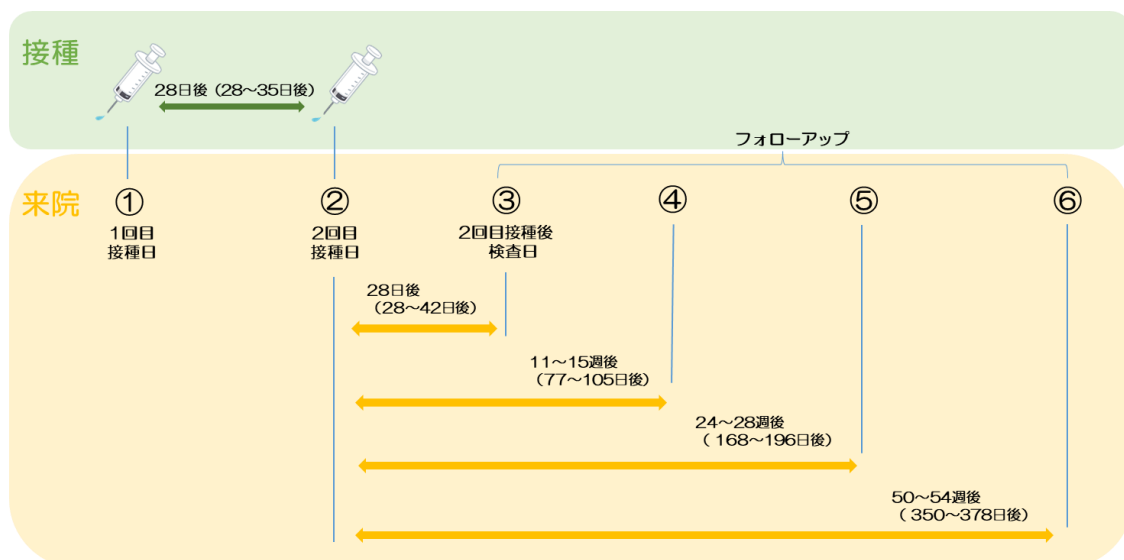 接種
28日後（28～35日後）
フォローアップ
来院
①
②
③
④
⑤
⑥
1回目
接種日
2回目
接種日
2回目接種後
検査日
28日後
（28～42日後）
11～15週後
（77～105日後）
24～28週後
（ 168～196日後）
50～54週後
（ 350～378日後）